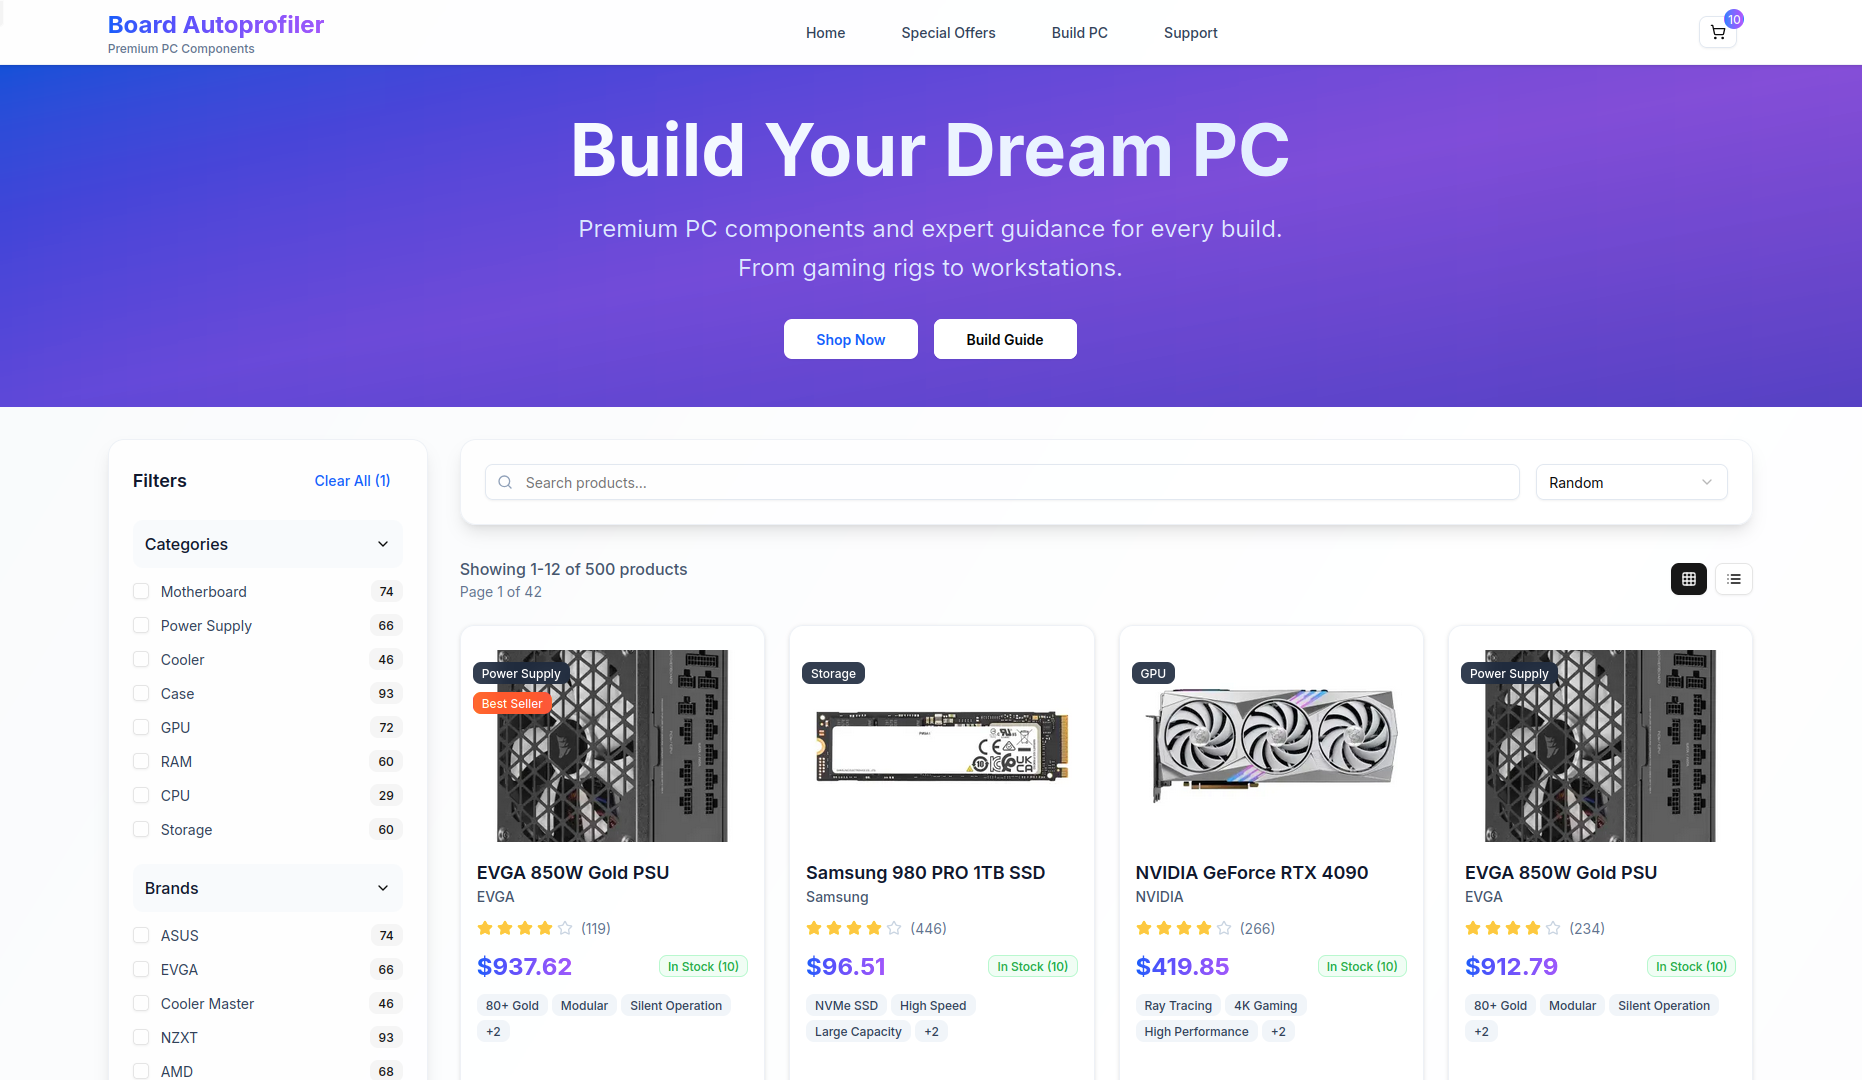 Board Autoprofiler
Premium PC Components
Home
Special Offers
Build PC
Support
10
Build Your Dream PC
Premium PC components and expert guidance for every build.
From gaming rigs to workstations.
Shop Now
Build Guide
Filters
Clear All (1)
Categories
Motherboard 74
Power Supply 66
Cooler 46
Case 93
GPU 72
RAM 60
CPU 29
Storage 60
Brands
ASUS 74
EVGA 66
Cooler Master 46
NZXT 93
AMD 68
Search products...
Random
Showing 1-12 of 500 products
Page 1 of 42
Power Supply
Best Seller
EVGA 850W Gold PSU
EVGA
(119)
$937.62
In Stock (10)
80+ Gold
Modular
Silent Operation
+2
Storage
Samsung 980 PRO 1TB SSD
Samsung
(446)
$96.51
In Stock (10)
NVMe SSD
High Speed
Large Capacity
+2
GPU
NVIDIA GeForce RTX 4090
NVIDIA
(266)
$419.85
In Stock (10)
Ray Tracing
4K Gaming
High Performance
+2
Power Supply
EVGA 850W Gold PSU
EVGA
(234)
$912.79
In Stock (10)
80+ Gold
Modular
Silent Operation
+2